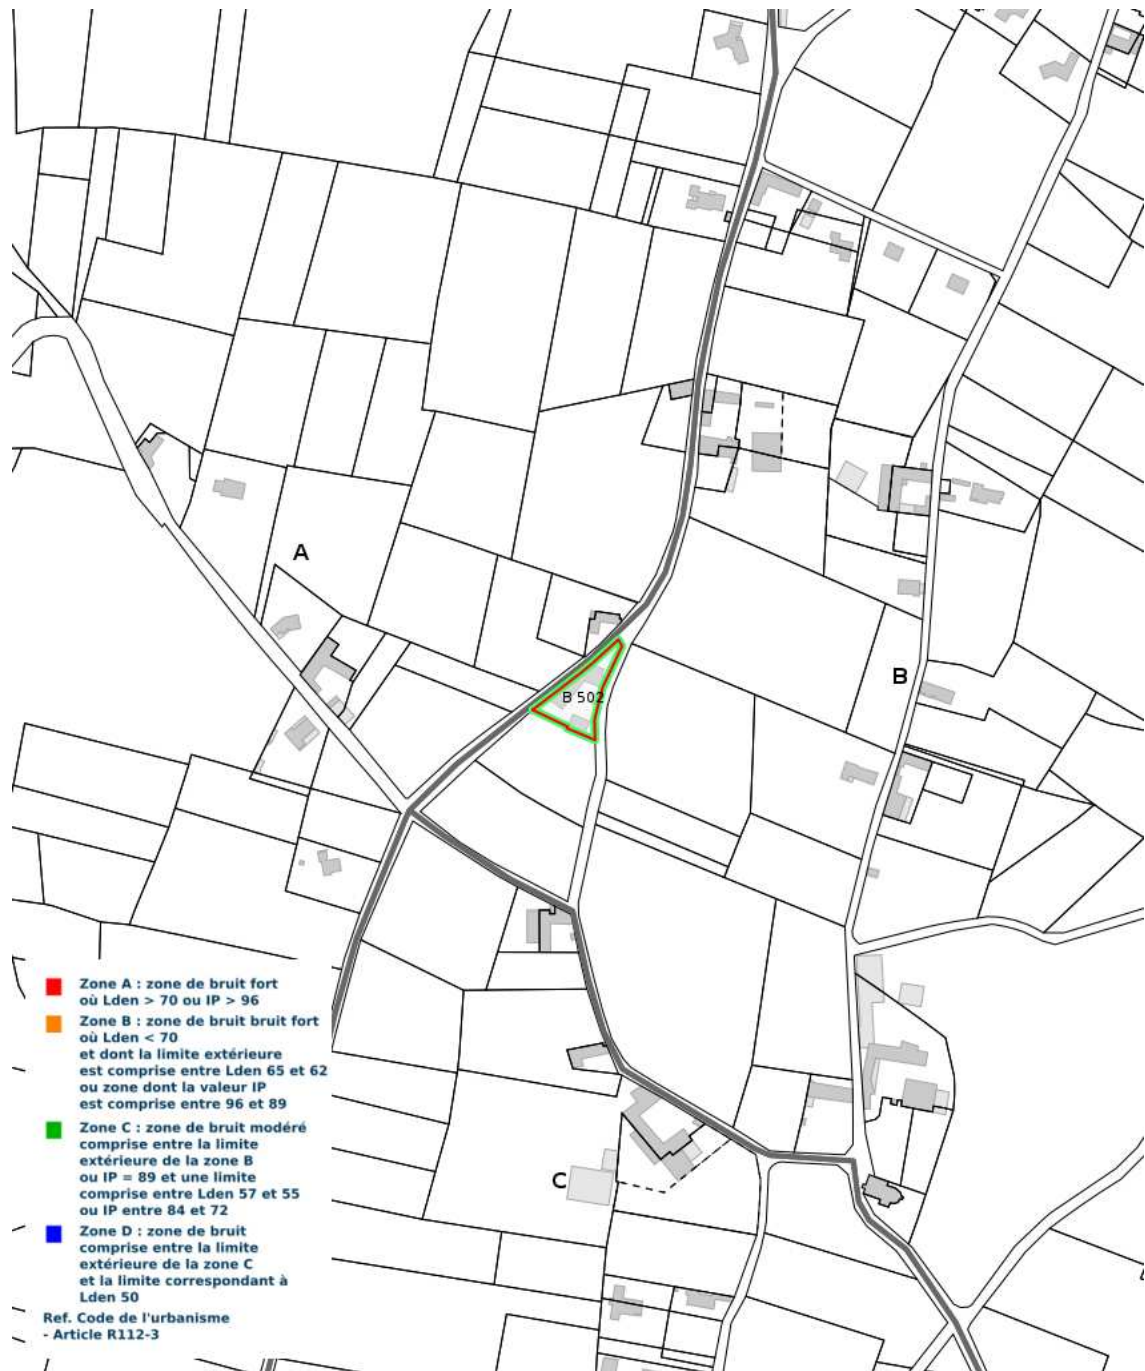 A
B
B 502
C
Zone A : zone de bruit fort
où Lden > 70 ou IP > 96
Zone B : zone de bruit bruit fort
où Lden < 70
et dont la limite extérieure
est comprise entre Lden 65 et 62
ou zone dont la valeur IP
est comprise entre 96 et 89
Zone C : zone de bruit modéré
comprise entre la limite
extérieure de la zone B
ou IP = 89 et une limite
comprise entre Lden 57 et 55
ou IP entre 84 et 72
Zone D : zone de bruit
comprise entre la limite
extérieure de la zone C
et la limite correspondant à
Lden 50
Ref. Code de l'urbanisme
- Article R112-3